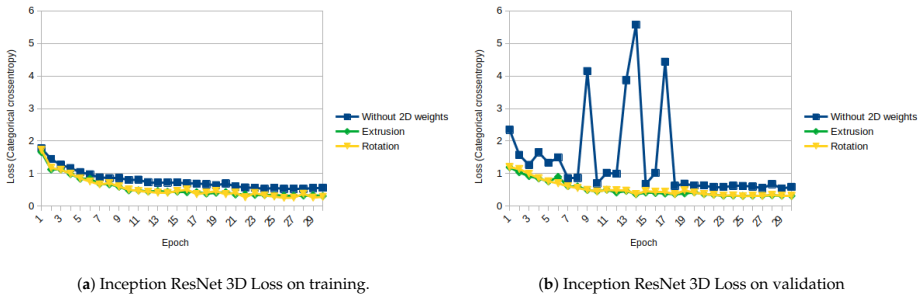 6
5
4
3
2
1
0
Loss (Categorical crossentropy)
1 3 5 7 9 11 13 15 17 19 21 23 25 27 29
Epoch
Without 2D weights
Extrusion
Rotation
(a) Inception ResNet 3D Loss on training.
6
5
4
3
2
1
0
Loss (Categorical crossentropy)
1 3 5 7 9 11 13 15 17 19 21 23 25 27 29
Epoch
Without 2D weights
Extrusion
Rotation
(b) Inception ResNet 3D Loss on validation